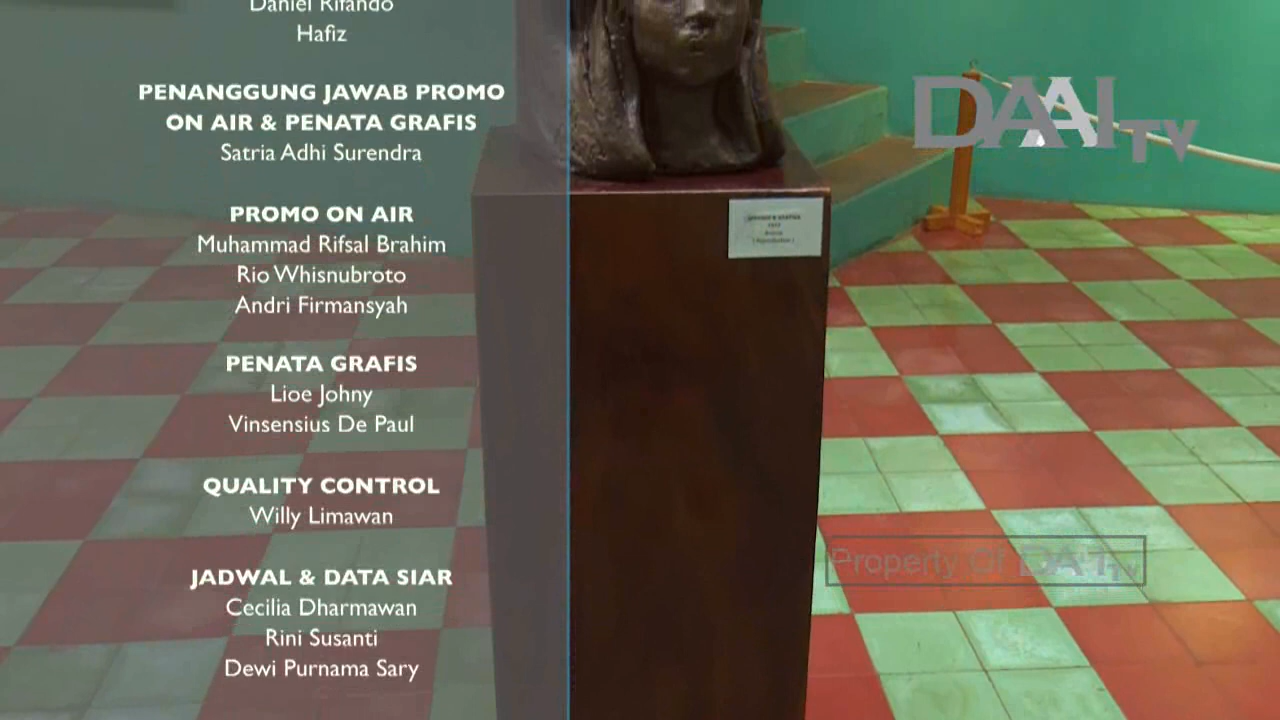 Daniel Rifando
Hafiz
PENANGGUNG JAWAB PROMO
ON AIR & PENATA GRAFIS
Satria Adhi Surendra
PROMO ON AIR
Muhammad Rifsal Brahim
Rio Whisnubroto
Andri Firmansyah
PENATA GRAFIS
Lioe Johny
Vinsensius De Paul
QUALITY CONTROL
Willy Limawan
JADWAL & DATA SIAR
Cecilia Dharmawan
Rini Susanti
Dewi Purnama Sary
DAAI TV
Property Of DAAI TV